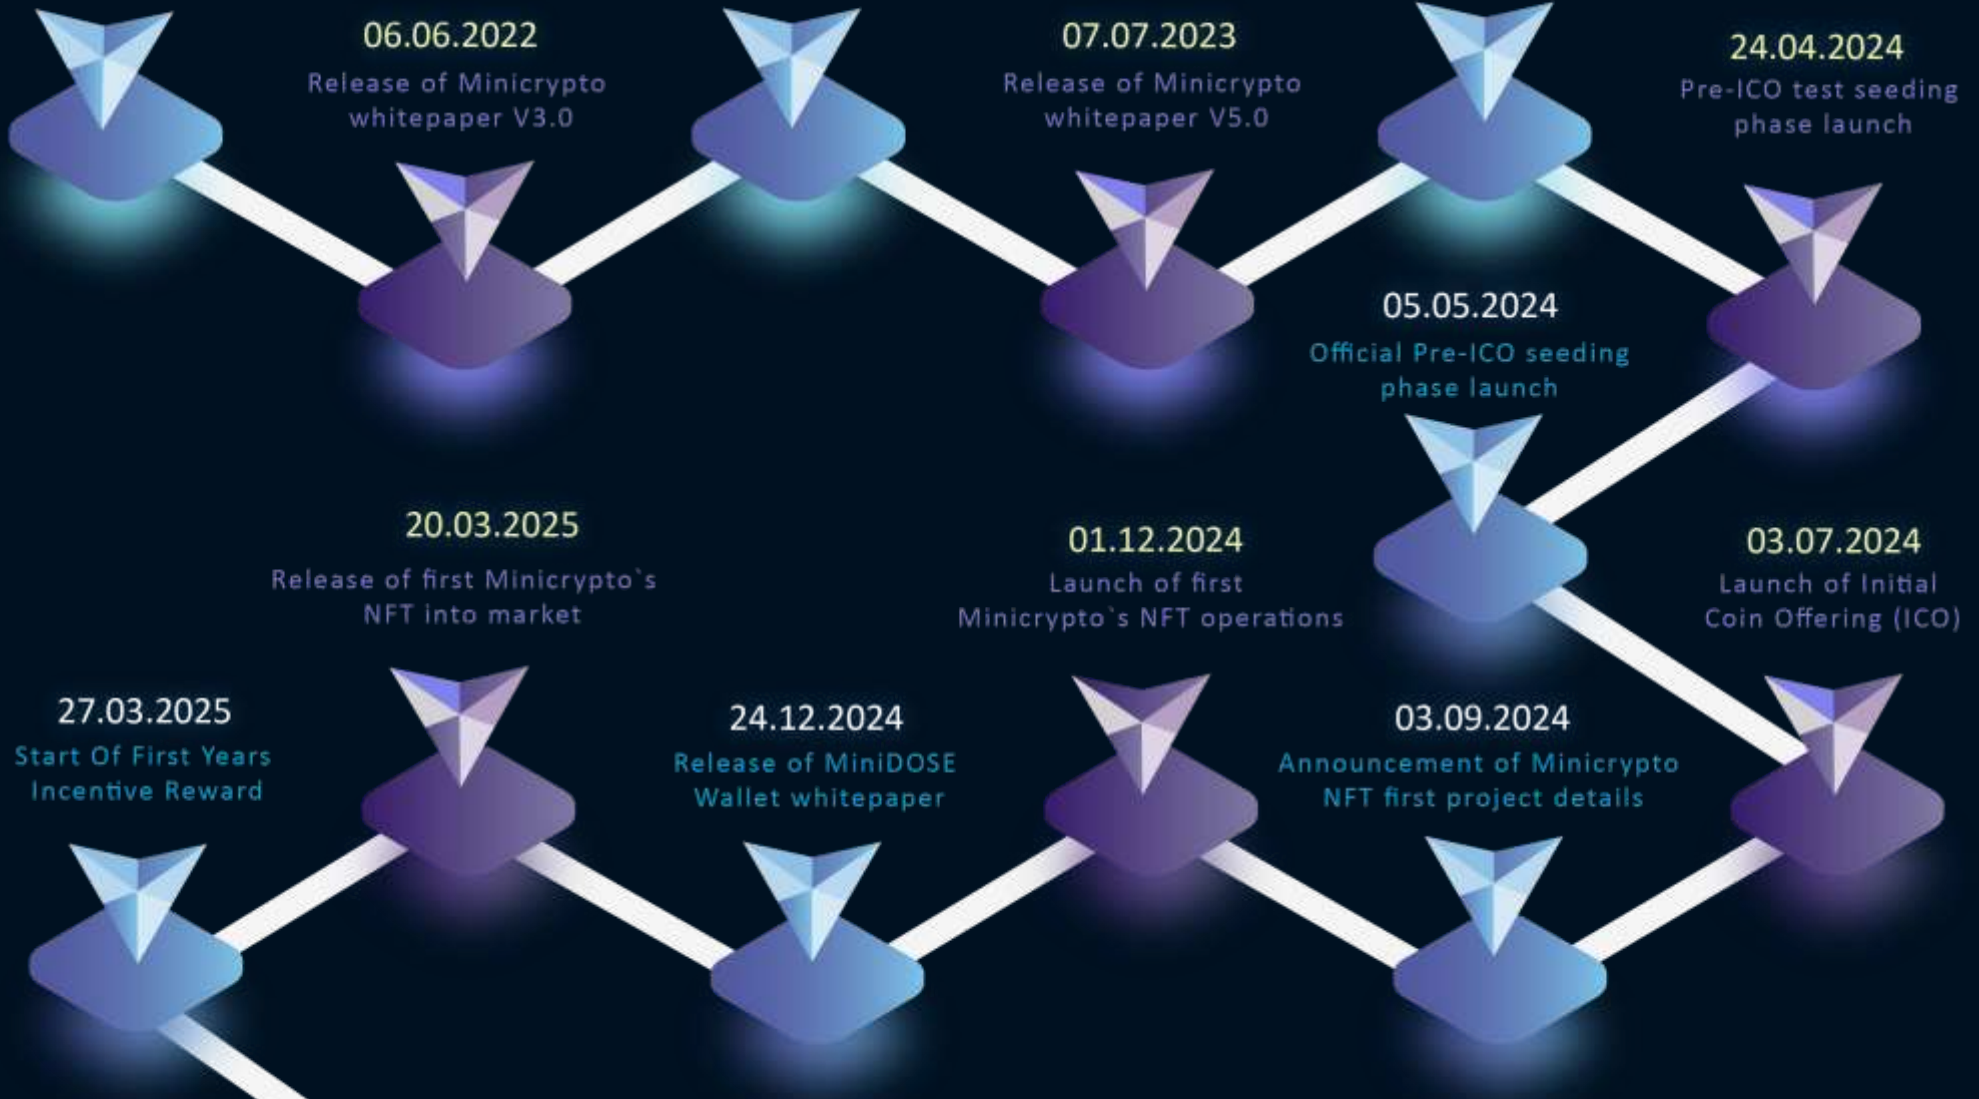 06.06.2022
Release of Minicrypto
whitepaper V3.0
07.07.2023
Release of Minicrypto
whitepaper V5.0
24.04.2024
Pre-ICO test seeding
phase launch
05.05.2024
Official Pre-ICO seeding
phase launch
03.07.2024
Launch of Initial
Coin Offering (ICO)
03.09.2024
Announcement of Minicrypto
NFT first project details
01.12.2024
Launch of first
Minicrypto`s NFT operations
24.12.2024
Release of MiniDOSE
Wallet whitepaper
20.03.2025
Release of first Minicrypto`s
NFT into market
27.03.2025
Start Of First Years
Incentive Reward